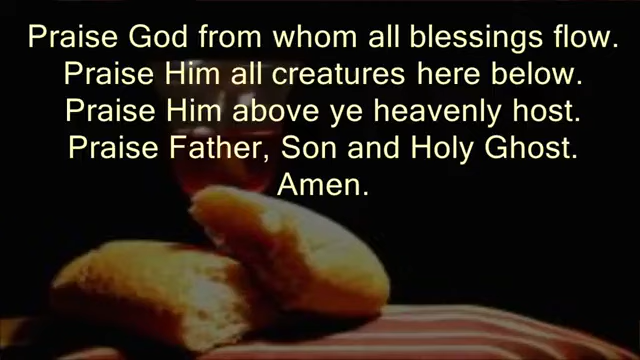 Praise God from whom all blessings flow.
Praise Him all creatures here below.
Praise Him above ye heavenly host.
Praise Father, Son and Holy Ghost.
Amen.